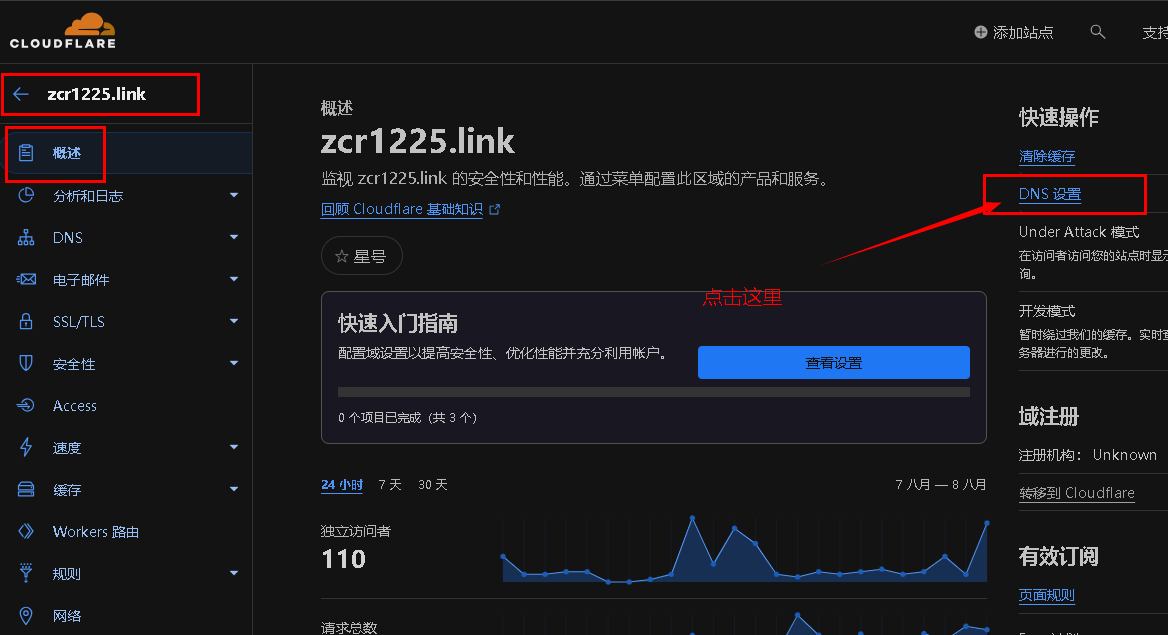 CLOUDFLARE
添加站点
支持
zcr1225.link
概述
分析和日志
DNS
电子邮件
SSL/TLS
安全性
Access
速度
缓存
Workers 路由
规则
网络
概述
zcr1225.link
监视 zcr1225.link 的安全性和性能。通过菜单配置此区域的产品和服务。
回顾 Cloudflare 基础知识
星号
点击这里
快速入门指南
配置域设置以提高安全性、优化性能并充分利用帐户。
查看设置
0 个项目已完成（共 3 个）
24 小时 7 天 30 天
7 八月 — 8 八月
独立访问者
110
请求总数
快速操作
清除缓存
DNS 设置
Under Attack 模式
在访问者访问您的站点时显示
询。
开发模式
暂时绕过我们的缓存。实时查
务器进行的更改。
域注册
注册机构： Unknown
转移到 Cloudflare
有效订阅
页面规则